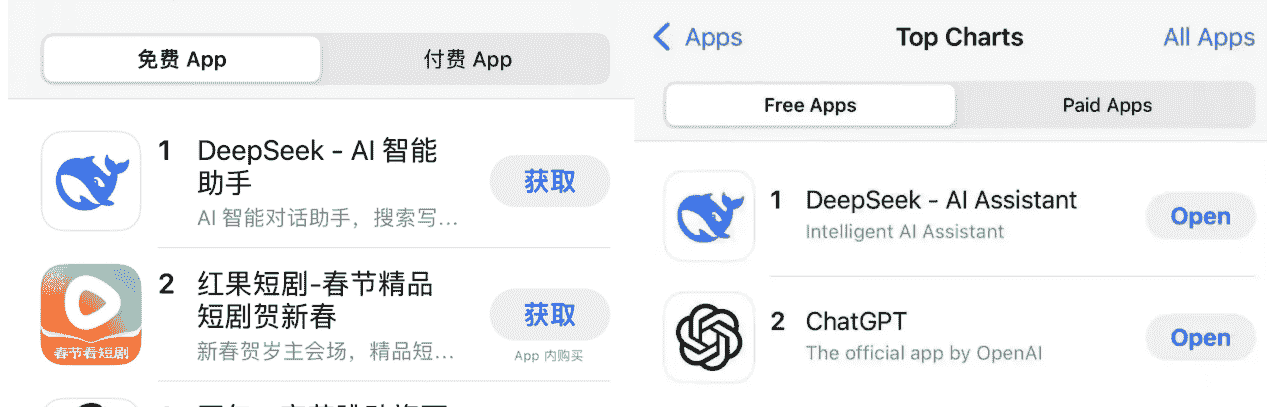 免费 App
付费 App
1
DeepSeek - AI 智能
助手
AI 智能对话助手，搜索写...
获取
2
红果短剧-春节精品
短剧贺新春
新春贺岁主会场，精品短...
获取
App 内购买
春节看短剧
Apps
Top Charts
All Apps
Free Apps
Paid Apps
1
DeepSeek - AI Assistant
Intelligent AI Assistant
Open
2
ChatGPT
The official app by OpenAI
Open